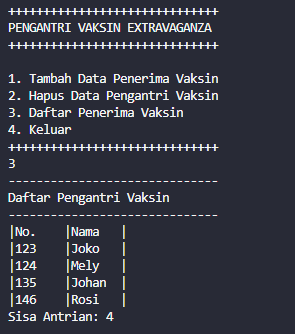 ++++++++++++++++++++++++++++++
PENGANTRI VAKSIN EXTRAVAGANZA
++++++++++++++++++++++++++++++
1. Tambah Data Penerima Vaksin
2. Hapus Data Pengantri Vaksin
3. Daftar Penerima Vaksin
4. Keluar
++++++++++++++++++++++++++++++
3
------------------------------
Daftar Pengantri Vaksin
------------------------------
|No.    |Nama   |
|123    |Joko   |
|124    |Mely   |
|135    |Johan  |
|146    |Rosi   |
Sisa Antrian: 4